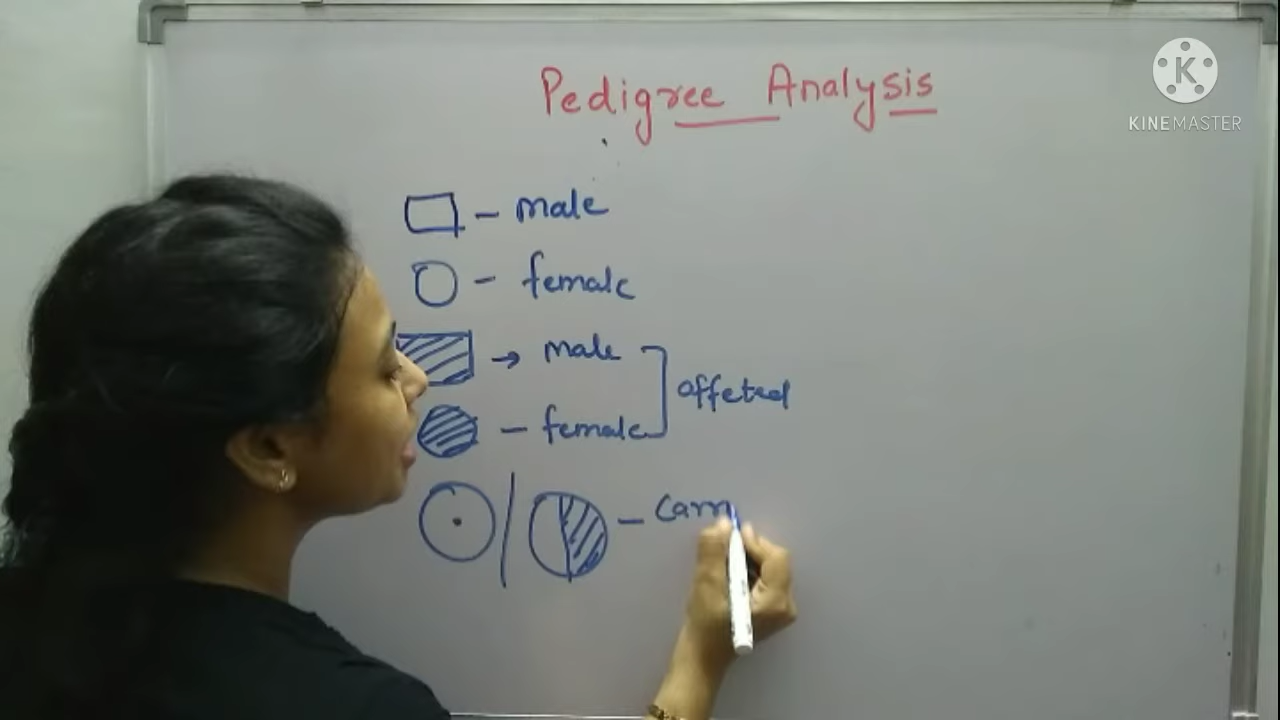 Pedigree Analysis
K
KINEMASTER
- male
- female
→ male
affeted
- female
- Carr